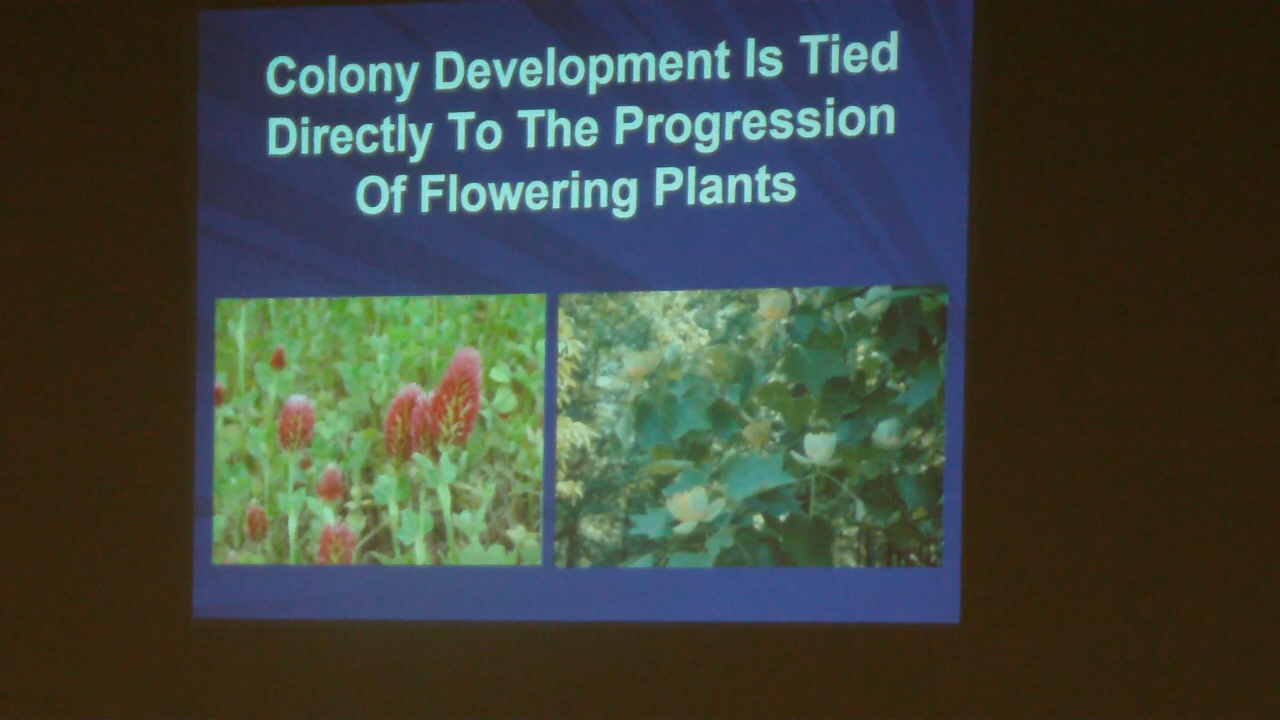 Colony Development Is Tied
Directly To The Progression
Of Flowering Plants